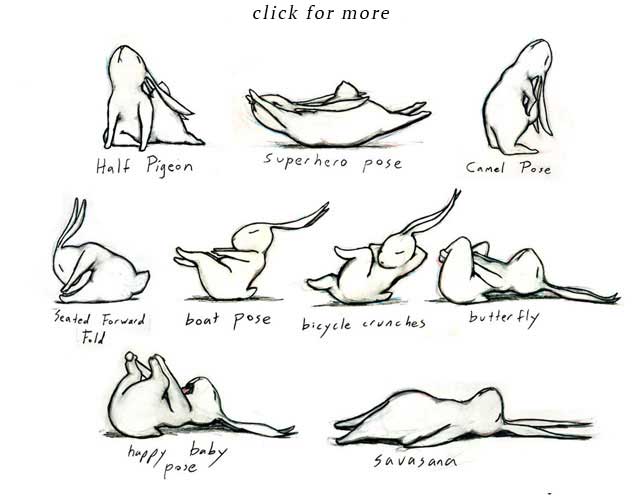 click for more
Half Pigeon
superhero pose
Camel Pose
Seated Forward
Fold
boat pose
bicycle crunches
butterfly
happy baby
pose
savasana